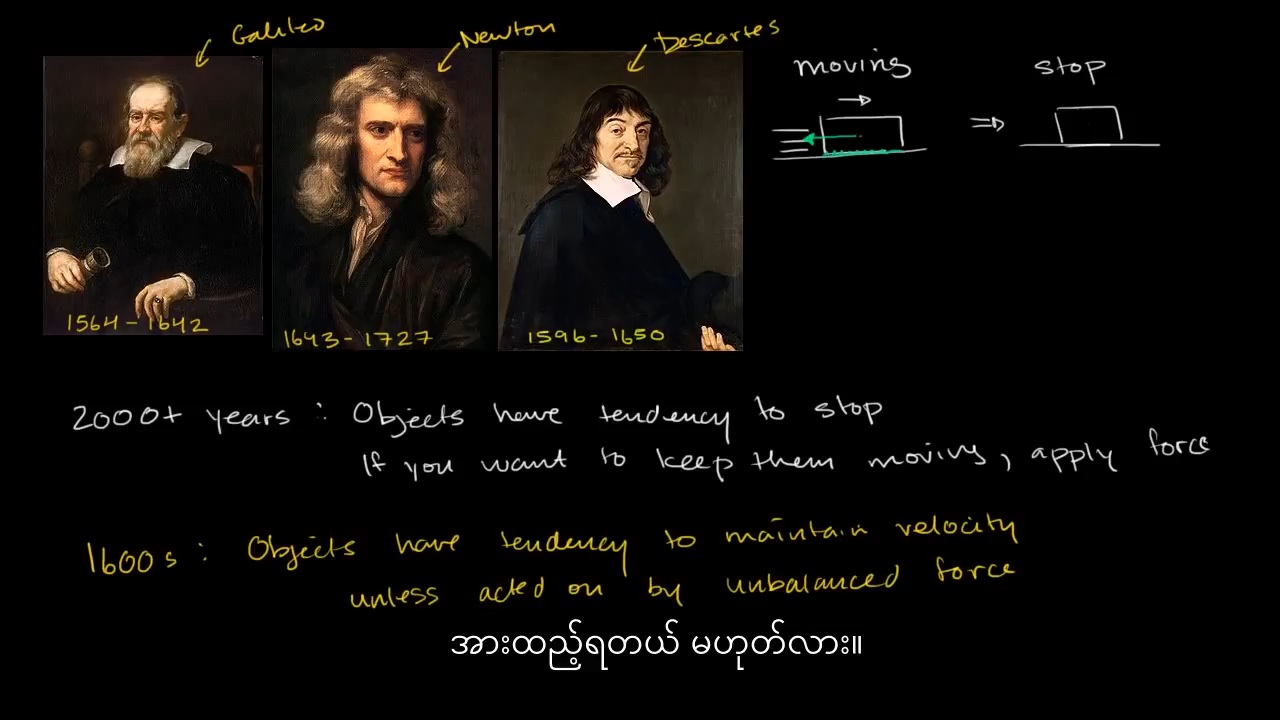 Galileo
Newton
Descartes
moving
stop
1564 - 1642
1643 - 1727
1596 - 1650
2000+ years : Objects have tendency to stop
If you want to keep them moving, apply force
1600s : Objects have tendency to maintain velocity
unless acted on by unbalanced force
အားထည့်ရတယ် မဟုတ်လား။